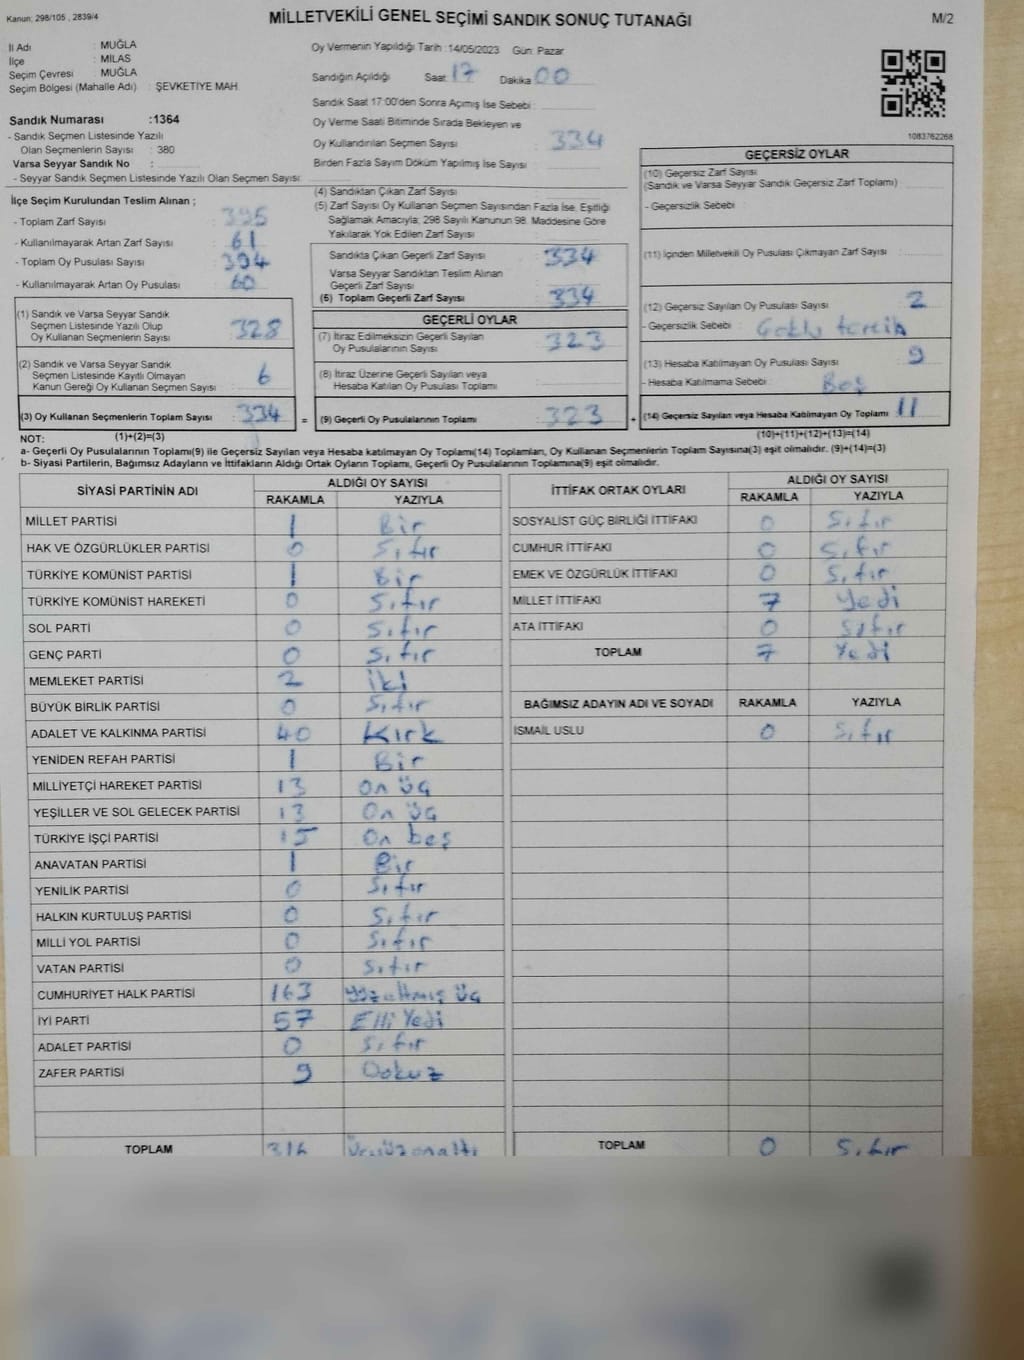 Kanun: 298/105 , 2839/4
MİLLETVEKİLİ GENEL SEÇİMİ SANDIK SONUÇ TUTANAĞI
M/2
İl Adı : MUĞLA
İlçe : MİLAS
Seçim Çevresi : MUĞLA
Seçim Bölgesi (Mahalle Adı) : ŞEVKETİYE MAH.
Sandık Numarası :1364
- Sandık Seçmen Listesinde Yazılı
Olan Seçmenlerin Sayısı : 380
Varsa Seyyar Sandık No :
- Seyyar Sandık Seçmen Listesinde Yazılı Olan Seçmen Sayısı:
Oy Vermenin Yapıldığı Tarih :14/05/2023 Gün: Pazar
Sandığın Açıldığı Saat 17 Dakika 00
Sandık Saat 17:00'den Sonra Açımış İse Sebebi :
Oy Verme Saati Bitiminde Sırada Bekleyen ve
Oy Kullandırılan Seçmen Sayısı : 334
Birden Fazla Sayım Döküm Yapılmış İse Sayısı :
1083762268
İlçe Seçim Kurulundan Teslim Alınan ;
- Toplam Zarf Sayısı : 395
- Kullanılmayarak Artan Zarf Sayısı : 61
- Toplam Oy Pusulası Sayısı : 394
- Kullanılmayarak Artan Oy Pusulası : 60
(1) Sandık ve Varsa Seyyar Sandık
Seçmen Listesinde Yazılı Olup
Oy Kullanan Seçmenlerin Sayısı : 328
(2) Sandık ve Varsa Seyyar Sandık
Seçmen Listesinde Kayıtlı Olmayan
Kanun Gereği Oy Kullanan Seçmen Sayısı : 6
(3) Oy Kullanan Seçmenlerin Toplam Sayısı : 334 =
(4) Sandıktan Çıkan Zarf Sayısı :
(5) Zarf Sayısı Oy Kullanan Seçmen Sayısından Fazla İse, Eşitliği
Sağlamak Amacıyla; 298 Sayılı Kanunun 98. Maddesine Göre
Yakılarak Yok Edilen Zarf Sayısı :
Sandıkta Çıkan Geçerli Zarf Sayısı : 334
Varsa Seyyar Sandıktan Teslim Alınan
Geçerli Zarf Sayısı :
(6) Toplam Geçerli Zarf Sayısı : 334
GEÇERLİ OYLAR
(7) İtiraz Edilmeksizin Geçerli Sayılan
Oy Pusulalarının Sayısı : 323
(8) İtiraz Üzerine Geçerli Sayılan veya
Hesaba Katılan Oy Pusulası Toplamı :
(9) Geçerli Oy Pusulalarının Toplamı : 323 +
GEÇERSİZ OYLAR
(10) Geçersiz Zarf Sayısı
(Sandık ve Varsa Seyyar Sandık Geçersiz Zarf Toplamı) :
- Geçersizlik Sebebi :
(11) İçinden Milletvekili Oy Pusulası Çıkmayan Zarf Sayısı :
(12) Geçersiz Sayılan Oy Pusulası Sayısı : 2
- Geçersizlik Sebebi : Çoklu tercih
(13) Hesaba Katılmayan Oy Pusulası Sayısı : 9
- Hesaba Katılmama Sebebi : Boş
(14) Geçersiz Sayılan veya Hesaba Katılmayan Oy Toplamı : 11
NOT: (1)+(2)=(3) (10)+(11)+(12)+(13)=(14)
a- Geçerli Oy Pusulalarının Toplamı(9) ile Geçersiz Sayılan veya Hesaba katılmayan Oy Toplamı(14) Toplamları, Oy Kullanan Seçmenlerin Toplam Sayısına(3) eşit olmalıdır. (9)+(14)=(3)
b- Siyasi Partilerin, Bağımsız Adayların ve İttifakların Aldığı Ortak Oyların Toplamı, Geçerli Oy Pusulalarının Toplamına(9) eşit olmalıdır.
SİYASİ PARTİNİN ADI ALDIĞI OY SAYISI
RAKAMLA YAZIYLA
MİLLET PARTİSİ 1 Bir
HAK VE ÖZGÜRLÜKLER PARTİSİ 0 Sıfır
TÜRKİYE KOMÜNİST PARTİSİ 1 Bir
TÜRKİYE KOMÜNİST HAREKETİ 0 Sıfır
SOL PARTİ 0 Sıfır
GENÇ PARTİ 0 Sıfır
MEMLEKET PARTİSİ 2 İki
BÜYÜK BİRLİK PARTİSİ 0 Sıfır
ADALET VE KALKINMA PARTİSİ 40 Kırk
YENİDEN REFAH PARTİSİ 1 Bir
MİLLİYETÇİ HAREKET PARTİSİ 13 On üç
YEŞİLLER VE SOL GELECEK PARTİSİ 13 On üç
TÜRKİYE İŞÇİ PARTİSİ 15 On beş
ANAVATAN PARTİSİ 1 Bir
YENİLİK PARTİSİ 0 Sıfır
HALKIN KURTULUŞ PARTİSİ 0 Sıfır
MİLLİ YOL PARTİSİ 0 Sıfır
VATAN PARTİSİ 0 Sıfır
CUMHURİYET HALK PARTİSİ 163 Yüzaltmış üç
İYİ PARTİ 57 Elli Yedi
ADALET PARTİSİ 0 Sıfır
ZAFER PARTİSİ 9 Dokuz
TOPLAM 316 Üçyüz onaltı
İTTİFAK ORTAK OYLARI ALDIĞI OY SAYISI
RAKAMLA YAZIYLA
SOSYALİST GÜÇ BİRLİĞİ İTTİFAKI 0 Sıfır
CUMHUR İTTİFAKI 0 Sıfır
EMEK VE ÖZGÜRLÜK İTTİFAKI 0 Sıfır
MİLLET İTTİFAKI 7 Yedi
ATA İTTİFAKI 0 Sıfır
TOPLAM 7 Yedi
BAĞIMSIZ ADAYIN ADI VE SOYADI RAKAMLA YAZIYLA
İSMAİL USLU 0 Sıfır
TOPLAM 0 Sıfır